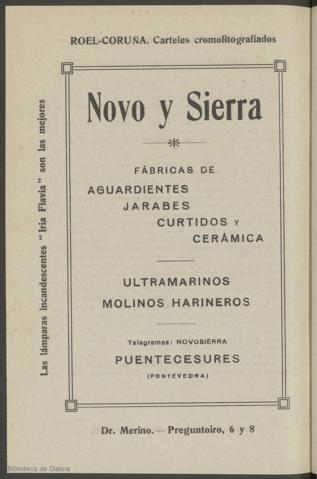 ROEL-CORUÑA. Carteles cromolitografiados
Las lámparas incandescentes "Iria Flavia" son las mejores
Novo y Sierra
FÁBRICAS DE
AGUARDIENTES
JARABES
CURTIDOS Y
CERÁMICA
ULTRAMARINOS
MOLINOS HARINEROS
Telegramas: NOVOSIERRA
PUENTECESURES
(PONTEVEDRA)
Dr. Merino.— Preguntoiro, 6 y 8
Biblioteca de Galicia